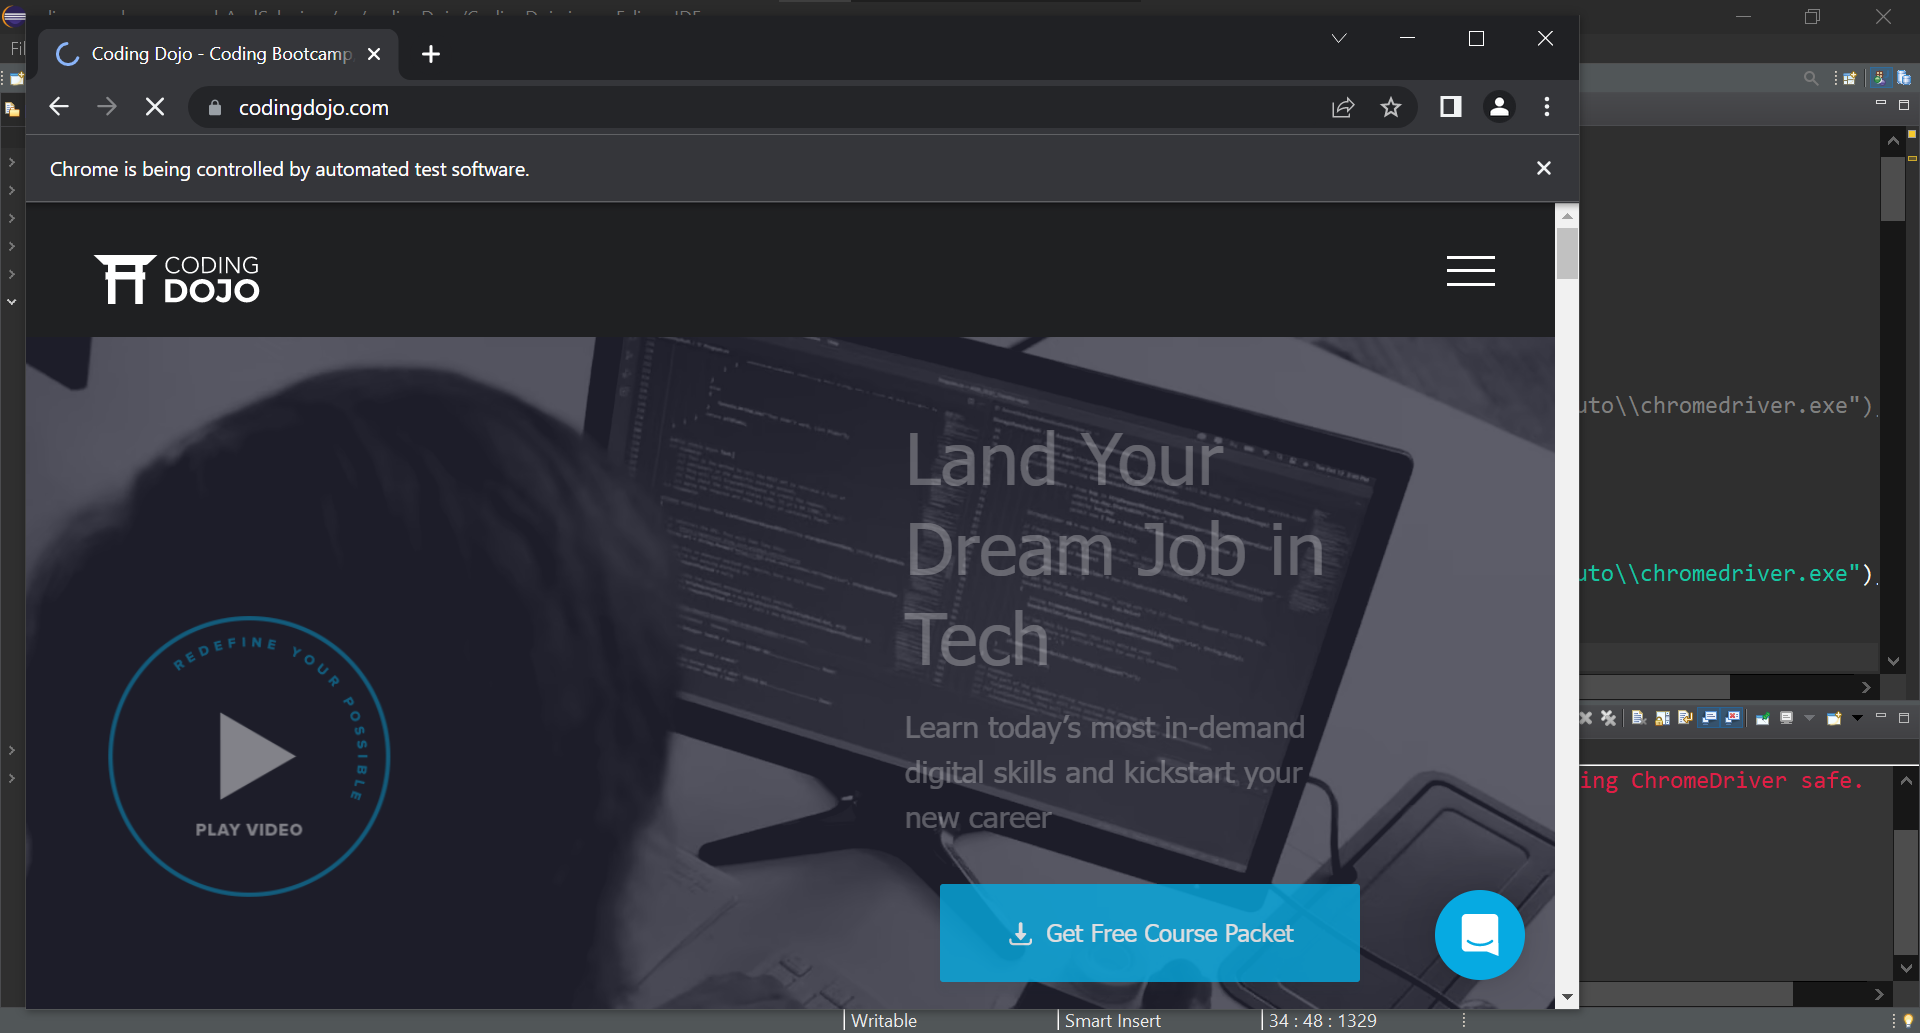 Coding Dojo - Coding Bootcamp
codingdojo.com
Chrome is being controlled by automated test software.
CODING
DOJO
Land Your
Dream Job in
Tech
Learn today's most in-demand
digital skills and kickstart your
new career
REDEFINE YOUR POSSIBLE
PLAY VIDEO
Get Free Course Packet
uto\\chromedriver.exe")
uto\\chromedriver.exe")
ing ChromeDriver safe.
Writable
Smart Insert
34 : 48 : 1329